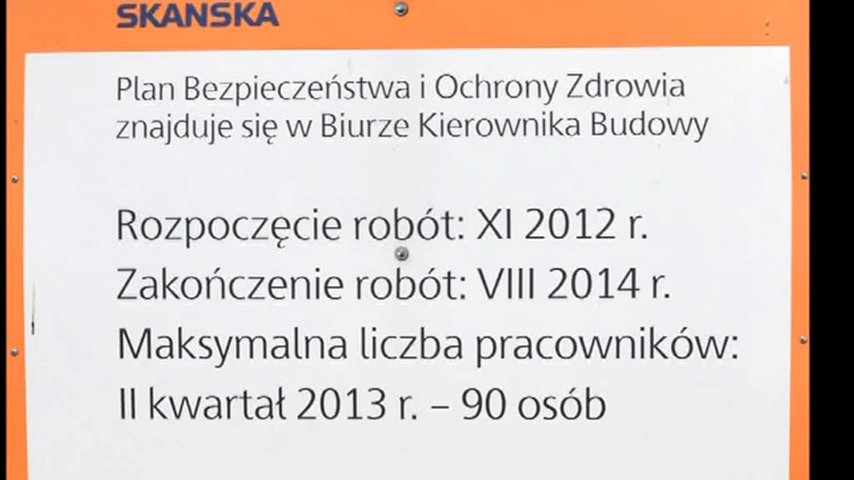 SKANSKA
Plan Bezpieczeństwa i Ochrony Zdrowia
znajduje się w Biurze Kierownika Budowy
Rozpoczęcie robót: XI 2012 r.
Zakończenie robót: VIII 2014 r.
Maksymalna liczba pracowników:
II kwartał 2013 r. – 90 osób